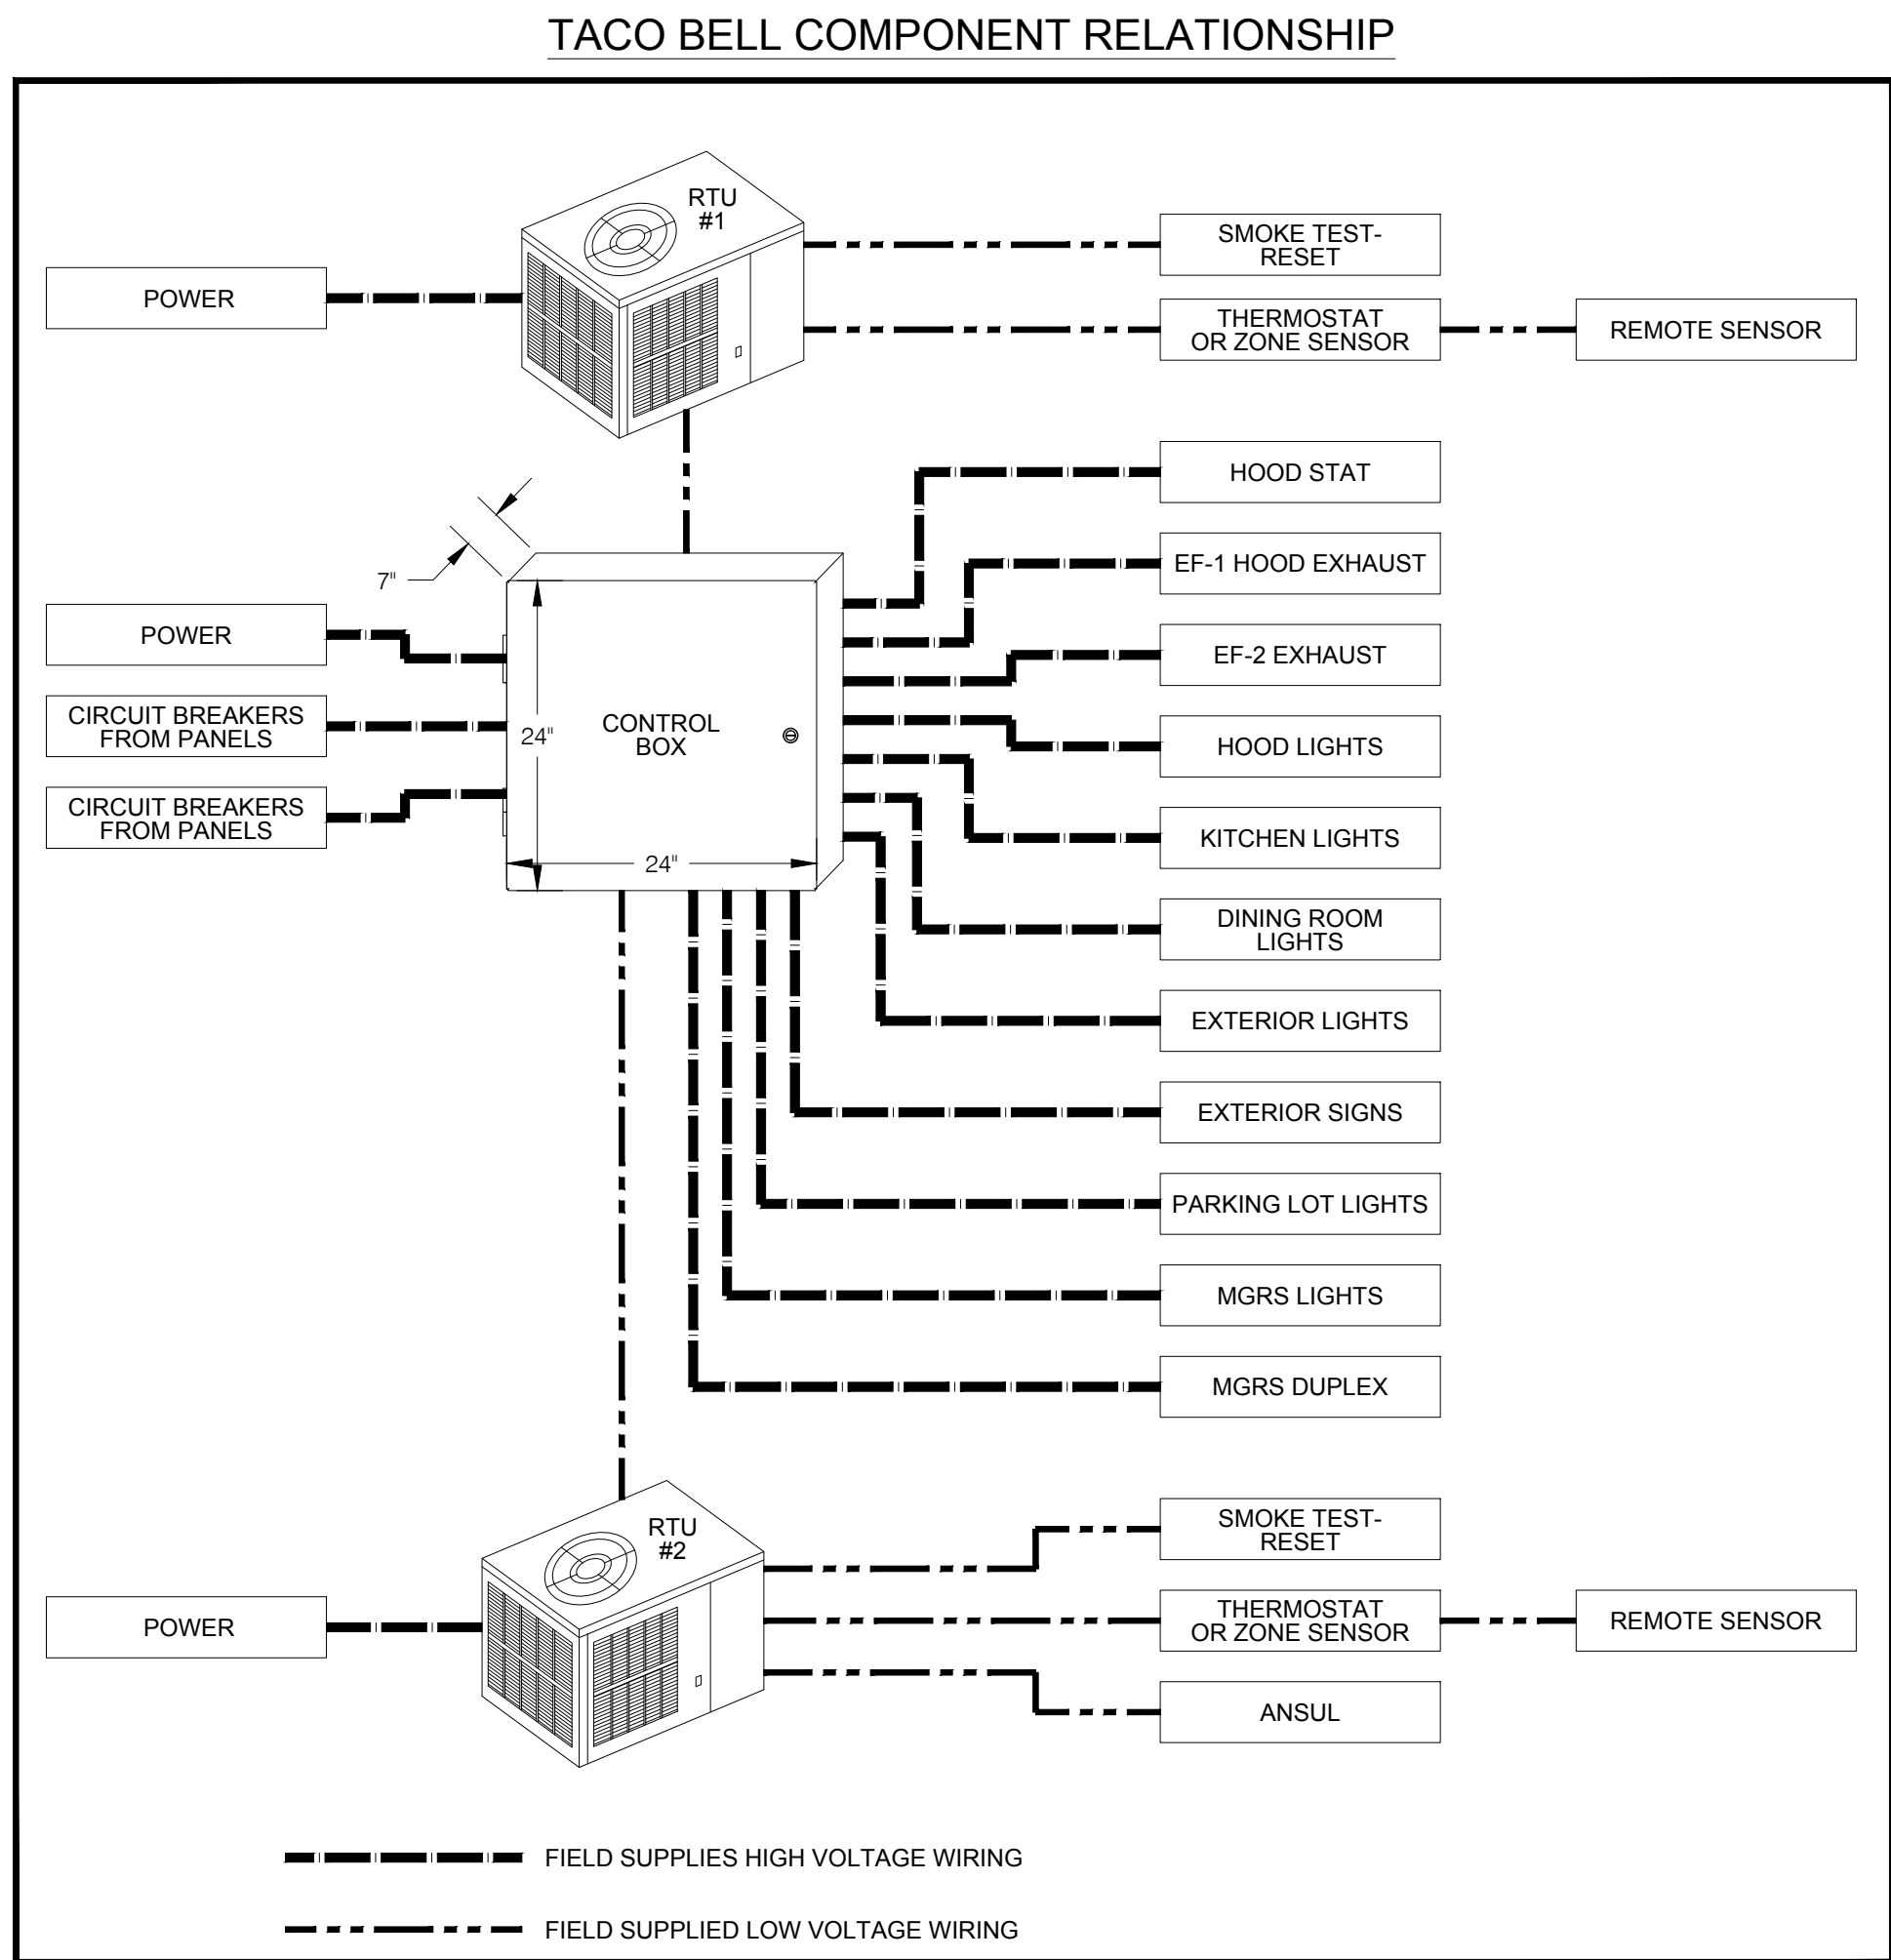 TACO BELL COMPONENT RELATIONSHIP
RTU
#1
POWER
SMOKE TEST-
RESET
THERMOSTAT
OR ZONE SENSOR
REMOTE SENSOR
HOOD STAT
EF-1 HOOD EXHAUST
7"
POWER
EF-2 EXHAUST
CIRCUIT BREAKERS
FROM PANELS
24"
CONTROL
BOX
HOOD LIGHTS
CIRCUIT BREAKERS
FROM PANELS
24"
KITCHEN LIGHTS
DINING ROOM
LIGHTS
EXTERIOR LIGHTS
EXTERIOR SIGNS
PARKING LOT LIGHTS
MGRS LIGHTS
MGRS DUPLEX
RTU
#2
POWER
SMOKE TEST-
RESET
THERMOSTAT
OR ZONE SENSOR
REMOTE SENSOR
ANSUL
FIELD SUPPLIES HIGH VOLTAGE WIRING
FIELD SUPPLIED LOW VOLTAGE WIRING